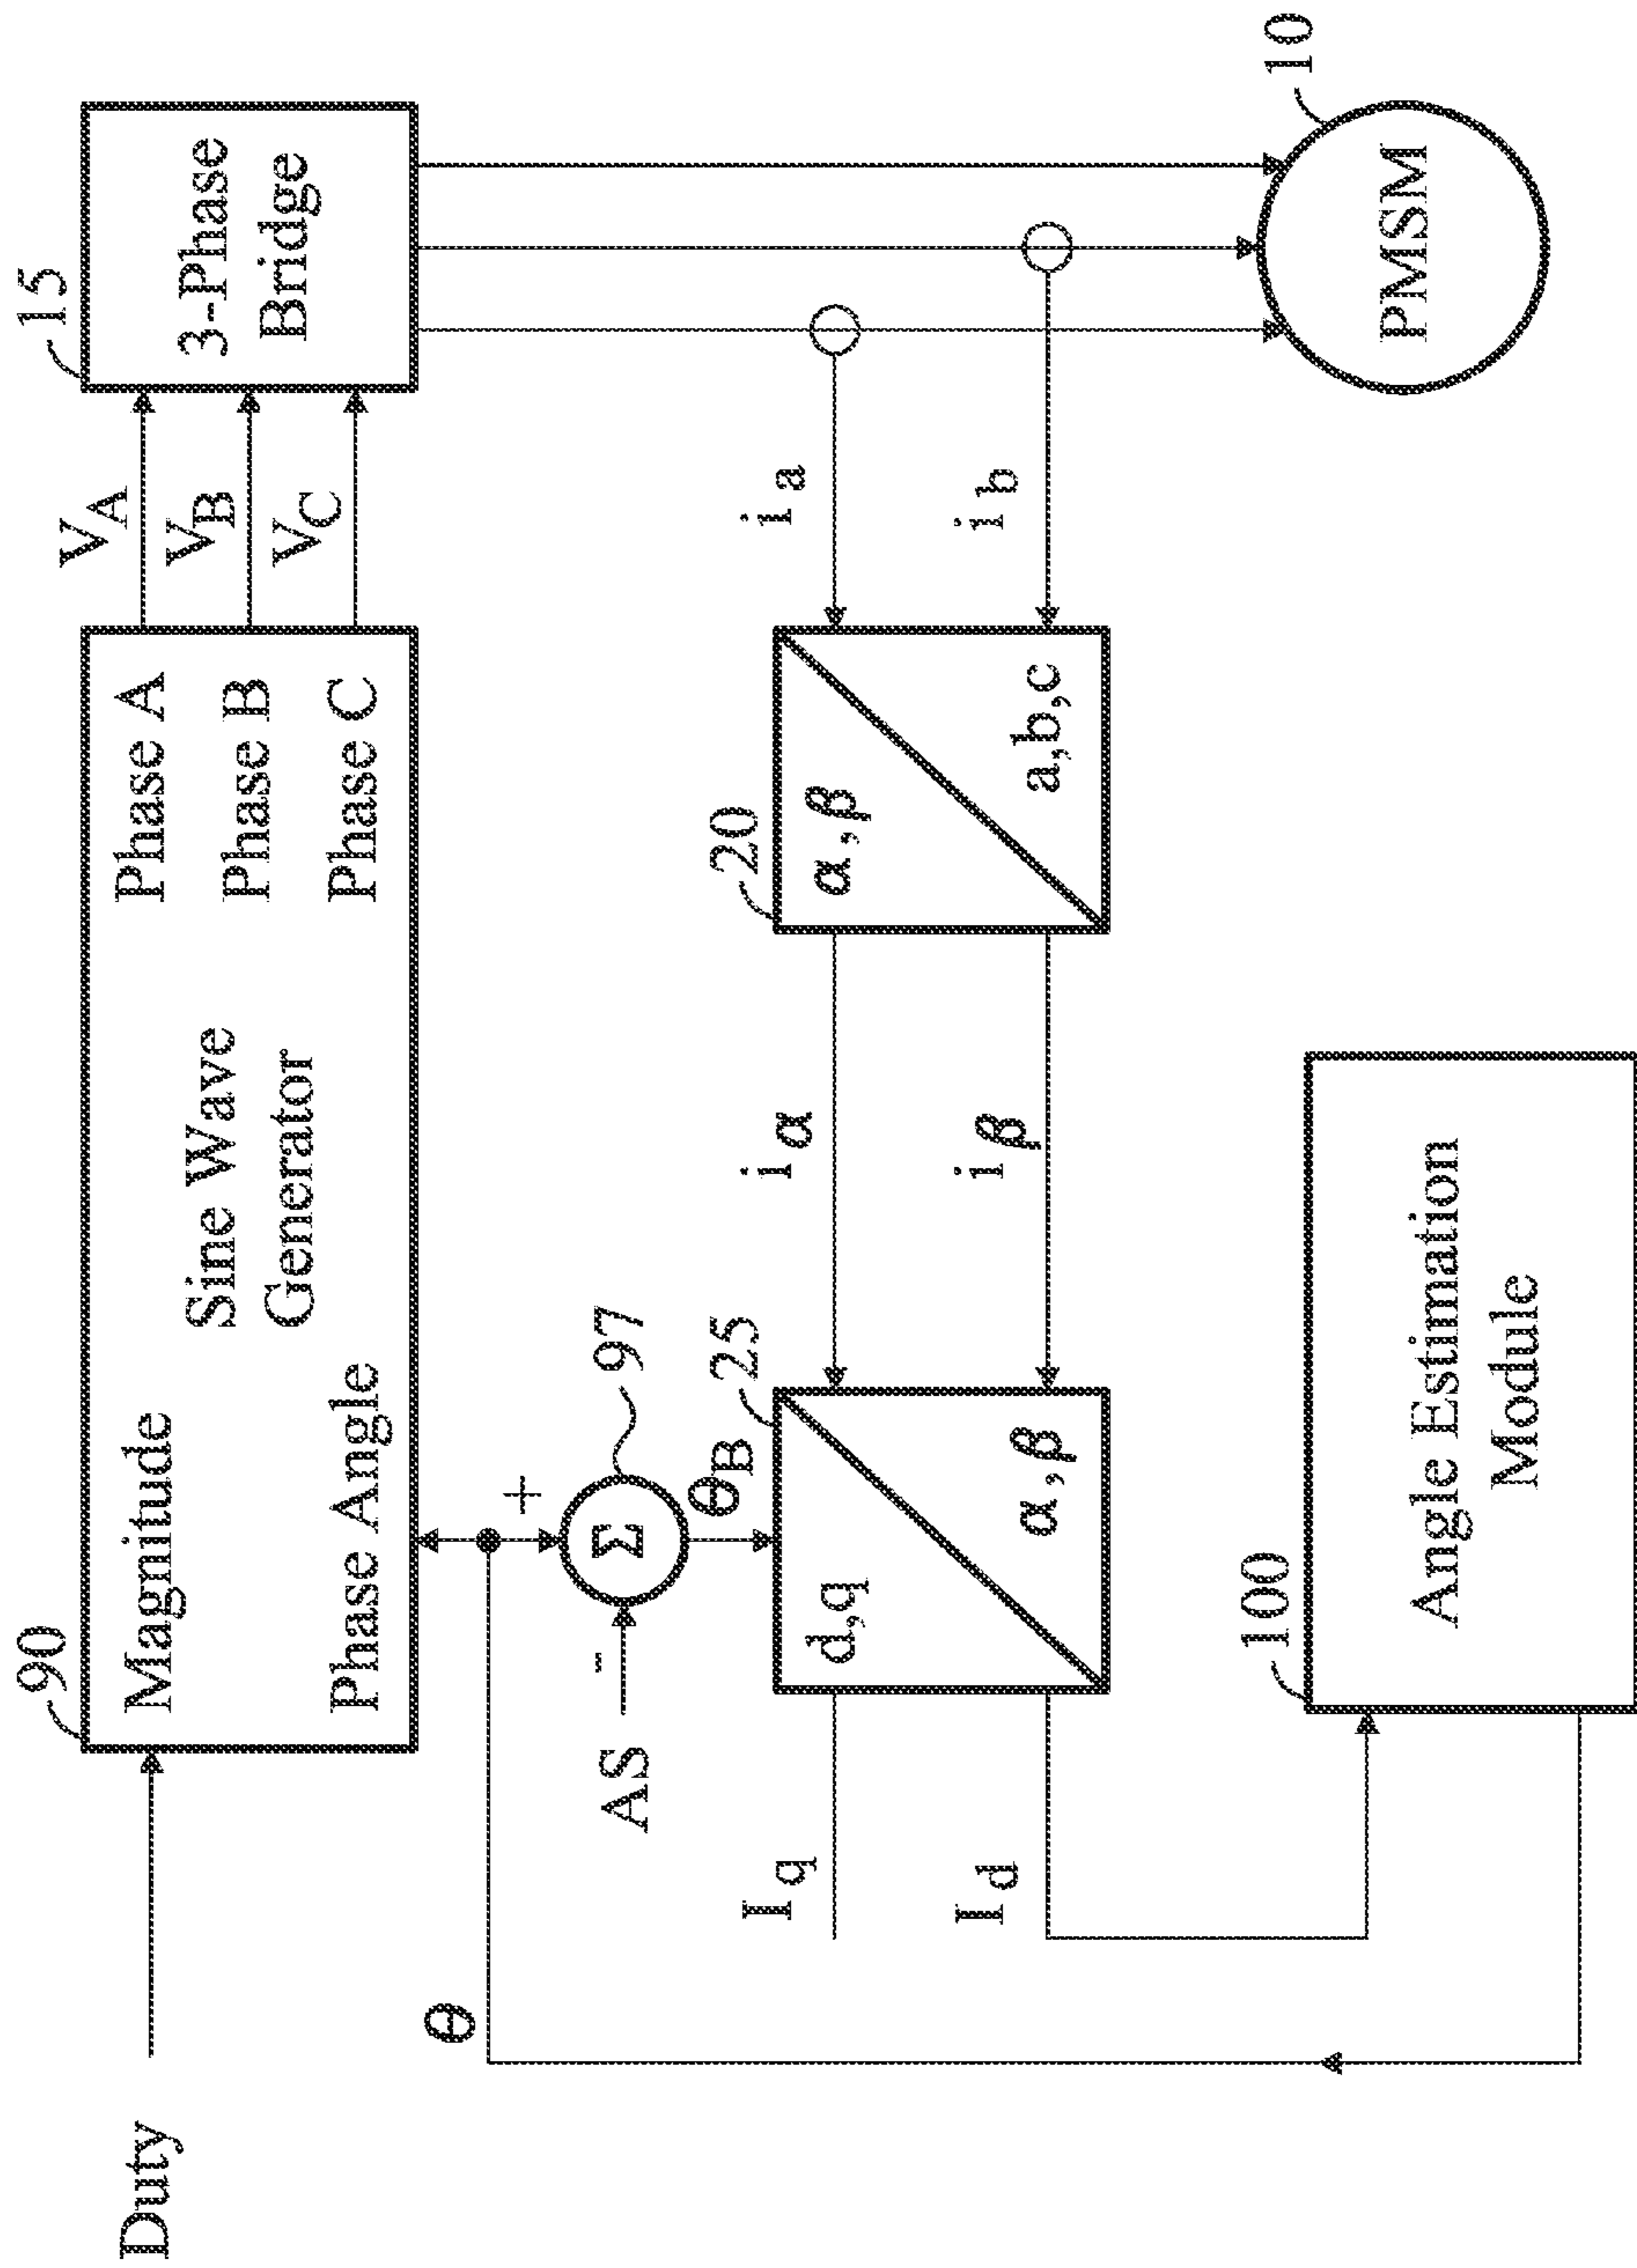 Duty
90
Magnitude
Phase Angle
Sine Wave
Generator
Phase A
Phase B
Phase C
V_A
V_B
V_C
15
3-Phase
Bridge
θ
+
Σ
97
AS
-
θ_B
25
d,q
α,β
I_q
I_d
i_α
i_β
20
α,β
a,b,c
i_a
i_b
100
Angle Estimation
Module
10
PMSM